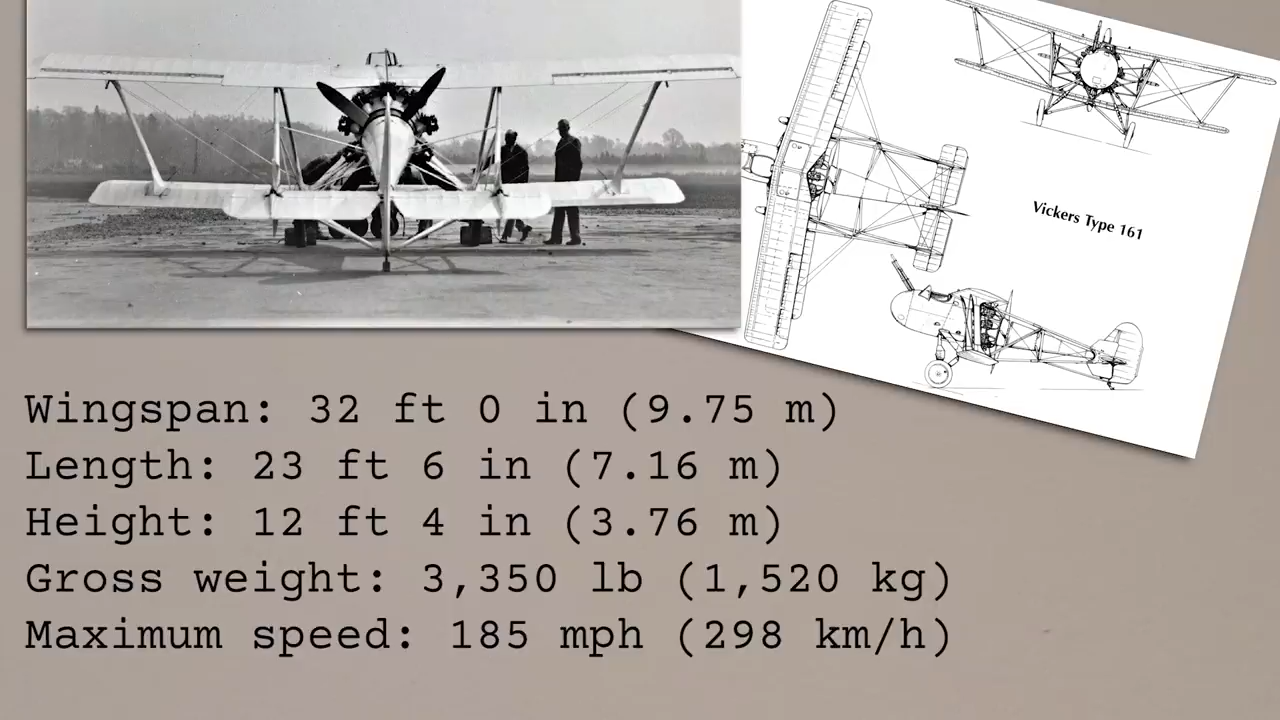 Vickers Type 161
Wingspan: 32 ft 0 in (9.75 m)
Length: 23 ft 6 in (7.16 m)
Height: 12 ft 4 in (3.76 m)
Gross weight: 3,350 lb (1,520 kg)
Maximum speed: 185 mph (298 km/h)